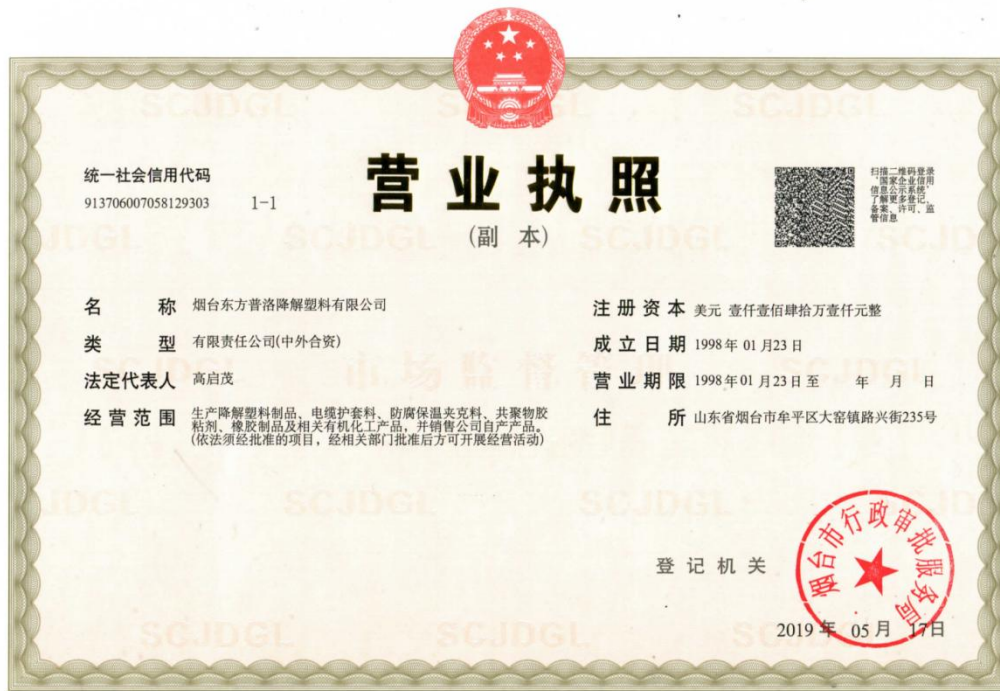 营业执照
(副 本)
统一社会信用代码
913706007058129303 1-1
扫描二维码登录
‘国家企业信用
信息公示系统’
了解更多登记、
备案、许可、监
管信息
名 称 烟台东方普洛降解塑料有限公司
类 型 有限责任公司(中外合资)
法定代表人 高启茂
经营范围 生产降解塑料制品、电缆护套料、防腐保温夹克料、共聚物胶
粘剂、橡胶制品及相关有机化工产品，并销售公司自产产品。
(依法须经批准的项目，经相关部门批准后方可开展经营活动)
注册资本 美元 壹仟壹佰肆拾万壹仟元整
成立日期 1998年 01月23日
营业期限 1998年01月23日至 年 月 日
住 所 山东省烟台市牟平区大窑镇路兴街235号
登记机关
烟台市行政审批服务局
2019年 05月 17日
SCJDGL
市场监督管理